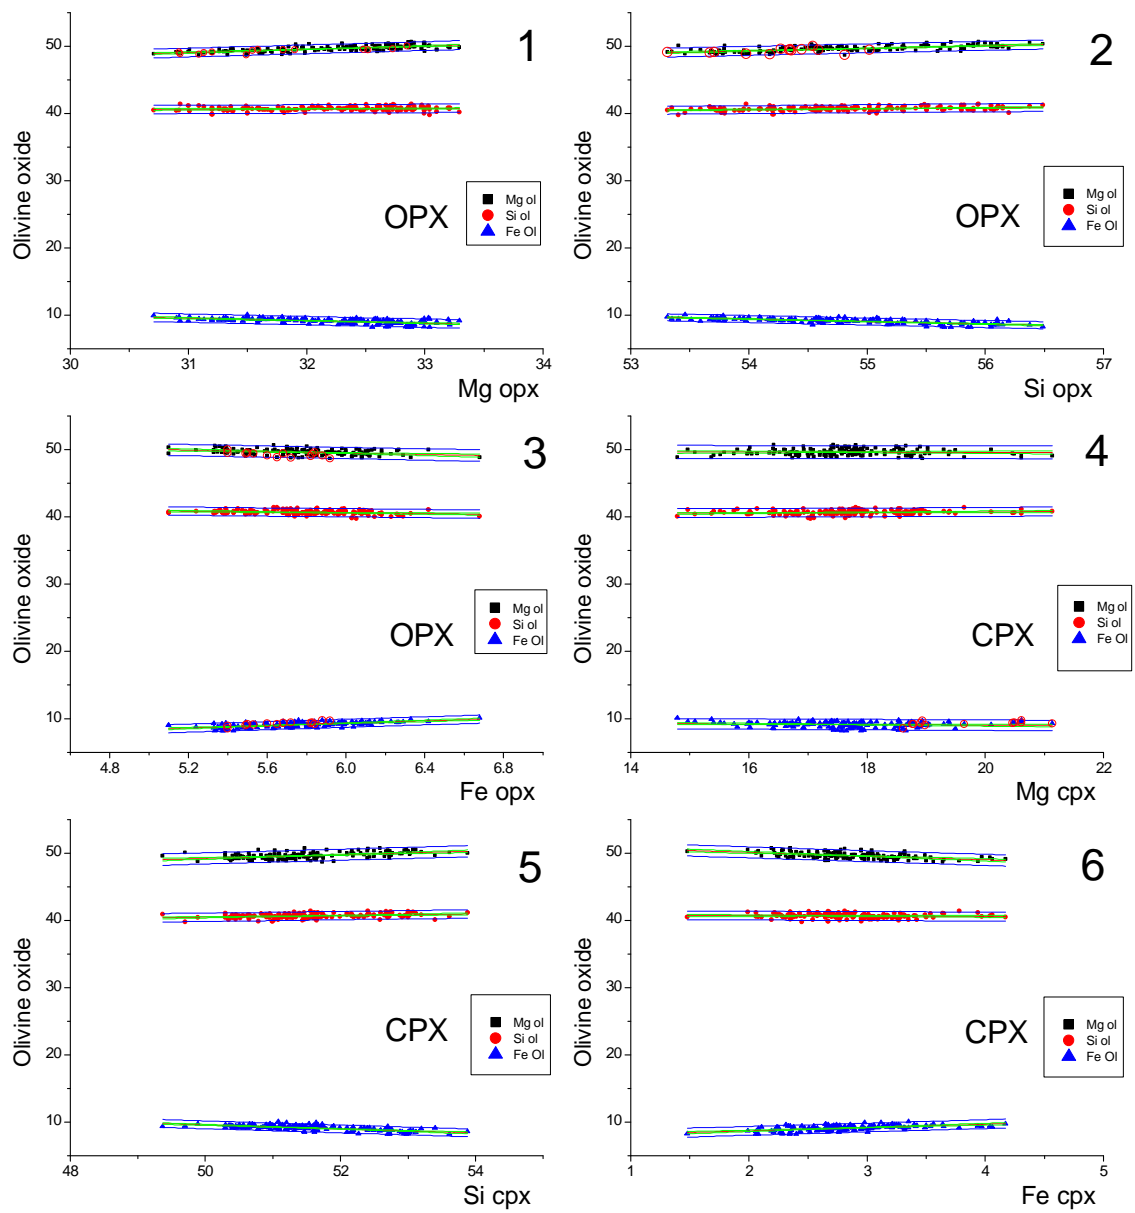 1
Olivine oxide
50
40
30
20
10
OPX
Mg ol
Si ol
Fe Ol
30 31 32 33 34
Mg opx
2
Olivine oxide
50
40
30
20
10
OPX
Mg ol
Si ol
Fe Ol
53 54 55 56 57
Si opx
3
Olivine oxide
50
40
30
20
10
OPX
Mg ol
Si ol
Fe Ol
4.8 5.2 5.6 6.0 6.4 6.8
Fe opx
4
Olivine oxide
50
40
30
20
10
CPX
Mg ol
Si ol
Fe Ol
14 16 18 20 22
Mg cpx
5
Olivine oxide
50
40
30
20
10
CPX
Mg ol
Si ol
Fe Ol
48 50 52 54
Si cpx
6
Olivine oxide
50
40
30
20
10
CPX
Mg ol
Si ol
Fe Ol
1 2 3 4 5
Fe cpx